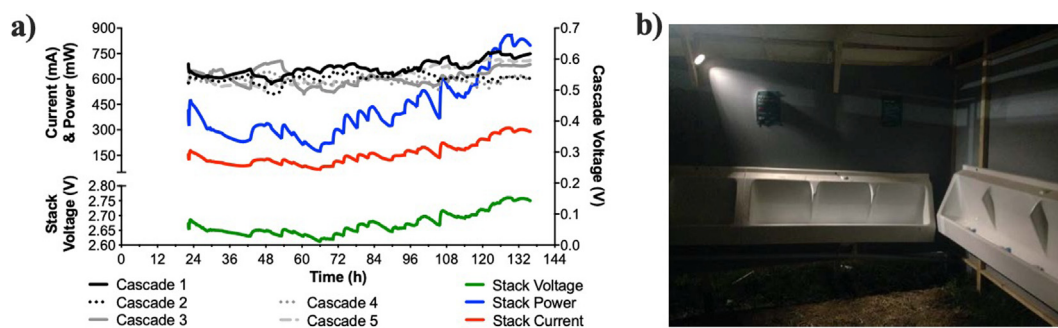 a)
Current (mA)
& Power (mW)
900
750
600
450
300
150
Stack
Voltage (V)
2.80
2.75
2.70
2.65
2.60
0.7
0.6
0.5
0.4
0.3
0.2
0.1
0.0
Cascade Voltage (V)
0 12 24 36 48 60 72 84 96 108 120 132 144
Time (h)
Cascade 1
Cascade 2
Cascade 3
Cascade 4
Cascade 5
Stack Voltage
Stack Power
Stack Current
b)